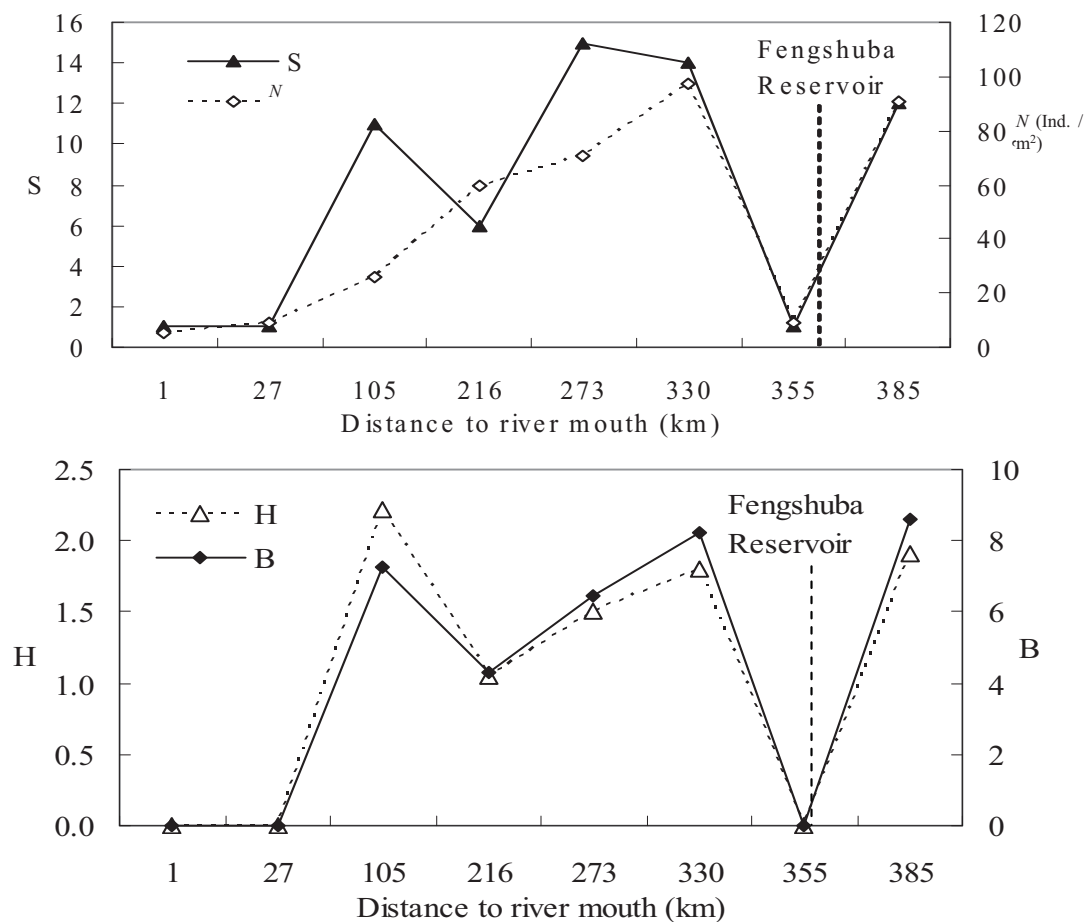 16
14
12
10
8
6
4
2
0
S
S
N
Fengshuba
Reservoir
120
100
80
60
40
20
0
N (Ind. /
m²)
1 27 105 216 273 330 355 385
Distance to river mouth (km)
2.5
2.0
1.5
1.0
0.5
0.0
H
H
B
Fengshuba
Reservoir
10
8
6
4
2
0
B
1 27 105 216 273 330 355 385
Distance to river mouth (km)